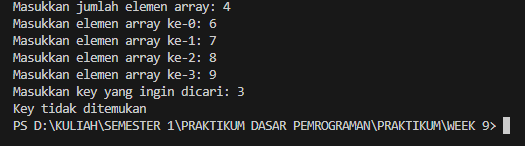 Masukkan jumlah elemen array: 4
Masukkan elemen array ke-0: 6
Masukkan elemen array ke-1: 7
Masukkan elemen array ke-2: 8
Masukkan elemen array ke-3: 9
Masukkan key yang ingin dicari: 3
Key tidak ditemukan
PS D:\KULIAH\SEMESTER 1\PRAKTIKUM DASAR PEMROGRAMAN\PRAKTIKUM\WEEK 9>